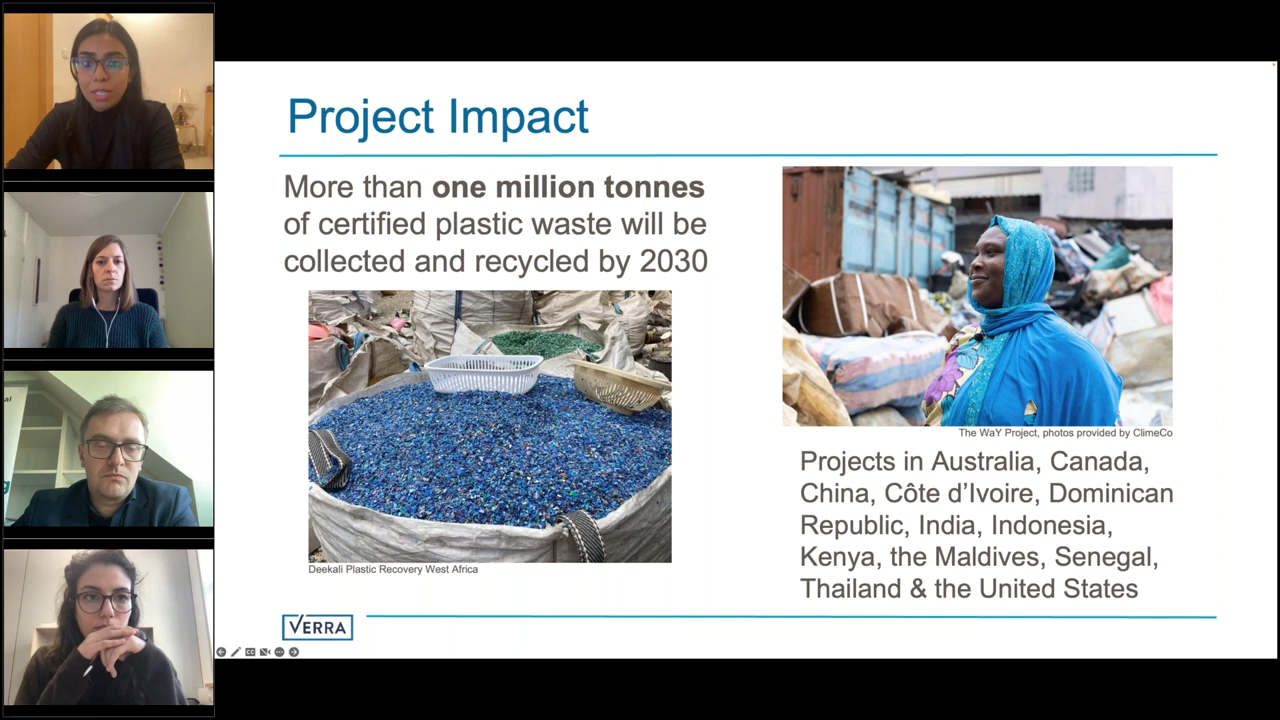 Project Impact
More than one million tonnes
of certified plastic waste will be
collected and recycled by 2030
Deekali Plastic Recovery West Africa
The WaY Project, photos provided by ClimeCo
Projects in Australia, Canada,
China, Côte d’Ivoire, Dominican
Republic, India, Indonesia,
Kenya, the Maldives, Senegal,
Thailand & the United States
VERRA